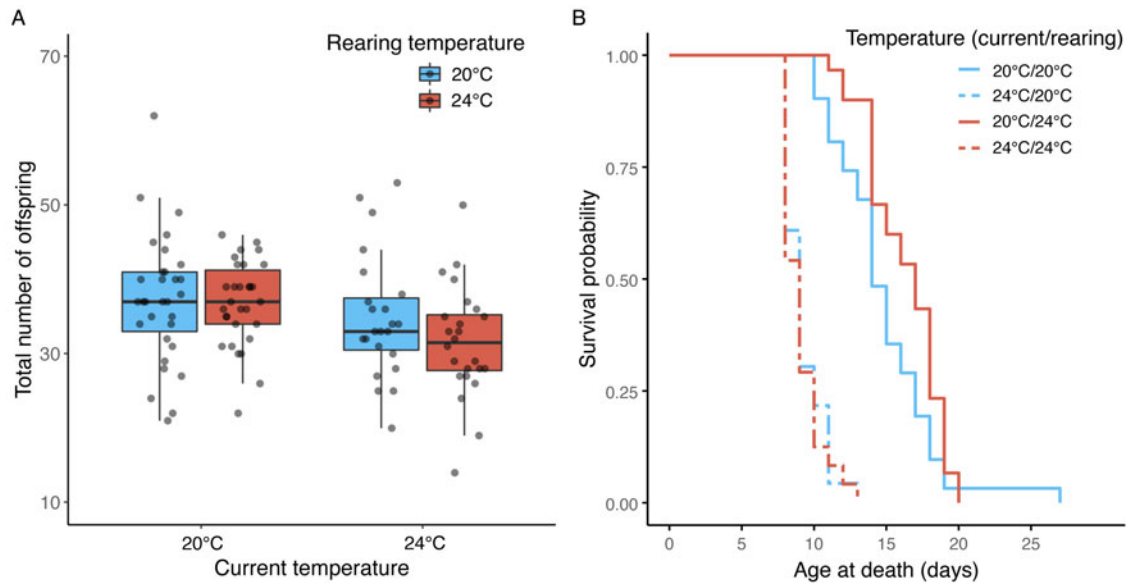 A
Total number of offspring
70
50
30
10
Rearing temperature
20°C
24°C
20°C
24°C
Current temperature
B
Survival probability
1.00
0.75
0.50
0.25
0.00
Temperature (current/rearing)
20°C/20°C
24°C/20°C
20°C/24°C
24°C/24°C
0 5 10 15 20 25
Age at death (days)